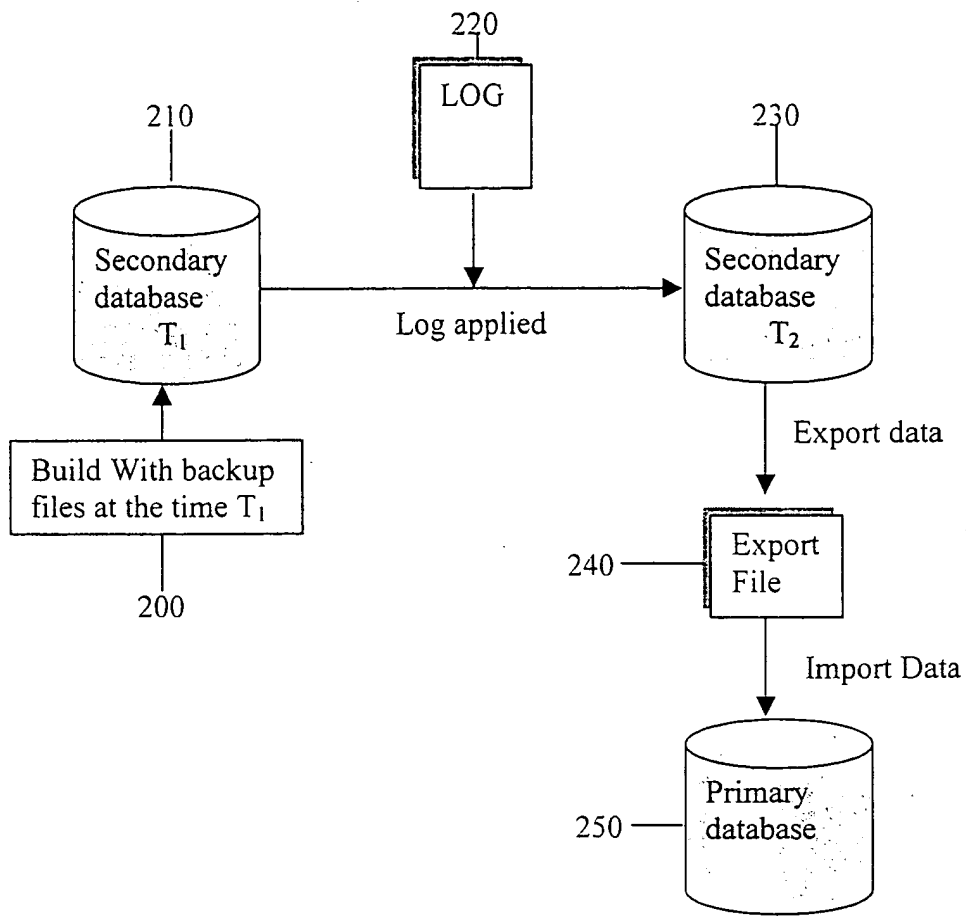 220
LOG
210
230
Secondary
database
T₁
Log applied
Secondary
database
T₂
Build With backup
files at the time T₁
200
Export data
240
Export
File
Import Data
250
Primary
database